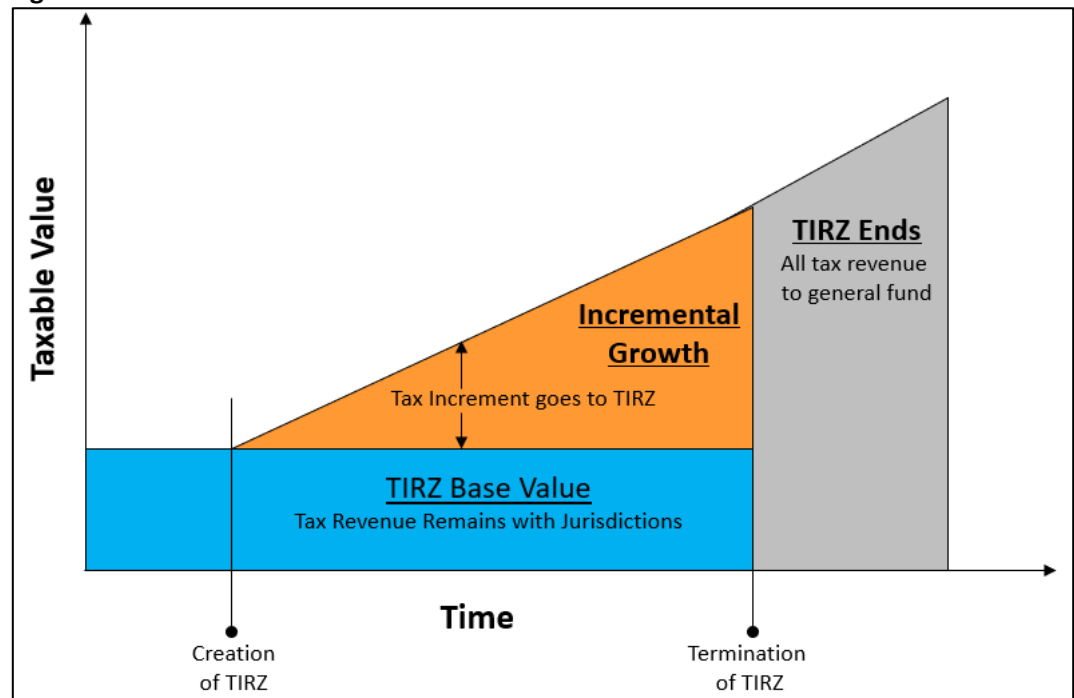 Taxable Value
TIRZ Ends
All tax revenue
to general fund
Incremental
Growth
Tax Increment goes to TIRZ
TIRZ Base Value
Tax Revenue Remains with Jurisdictions
Time
Creation
of TIRZ
Termination
of TIRZ